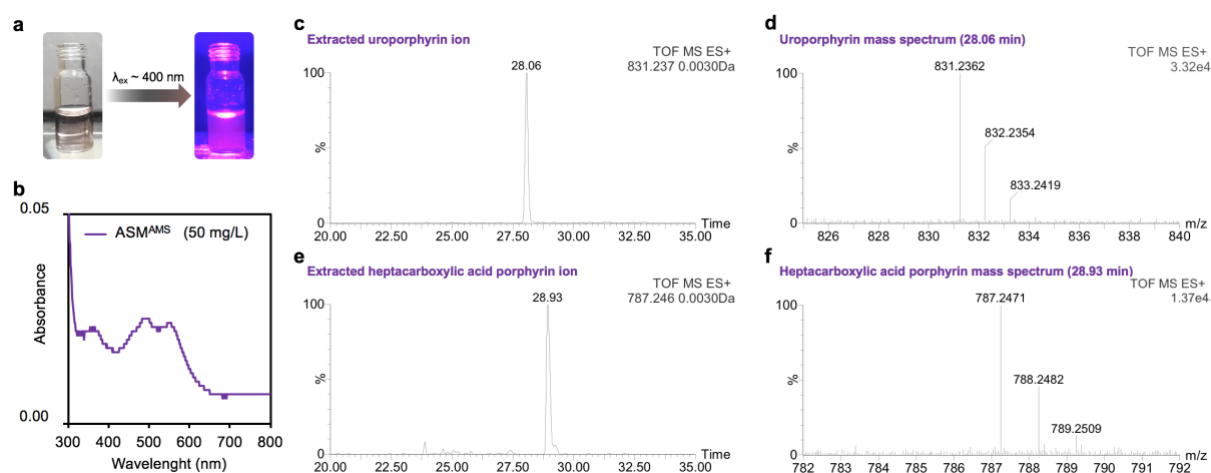 a
λex ~ 400 nm
b
0.05
ASMAMS (50 mg/L)
Absorbance
0.00
300 400 500 600 700 800
Wavelenght (nm)
c
Extracted uroporphyrin ion
TOF MS ES+
831.237 0.0030Da
28.06
100
%
0
Time
20.00 22.50 25.00 27.50 30.00 32.50 35.00
d
Uroporphyrin mass spectrum (28.06 min)
TOF MS ES+
3.32e4
831.2362
100
832.2354
%
833.2419
0
m/z
826 828 830 832 834 836 838 840
e
Extracted heptacarboxylic acid porphyrin ion
TOF MS ES+
787.246 0.0030Da
28.93
100
%
0
Time
20.00 22.50 25.00 27.50 30.00 32.50 35.00
f
Heptacarboxylic acid porphyrin mass spectrum (28.93 min)
TOF MS ES+
1.37e4
787.2471
100
788.2482
%
789.2509
0
m/z
782 783 784 785 786 787 788 789 790 791 792